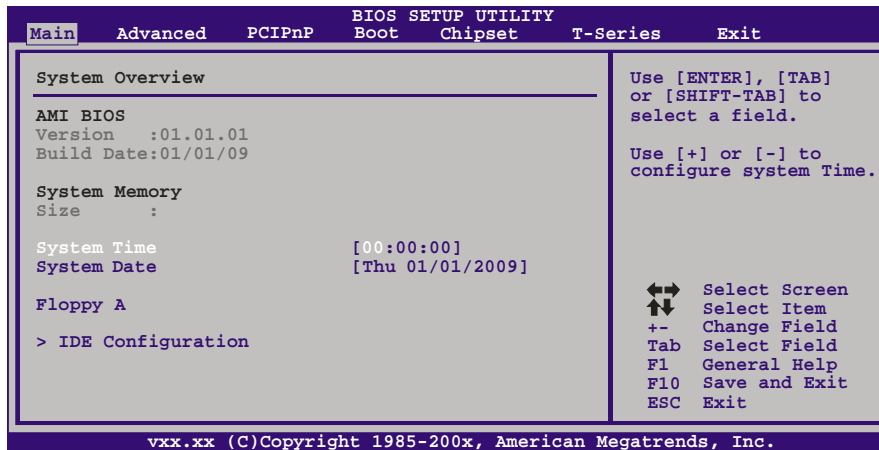 BIOS SETUP UTILITY
Main Advanced PCIPnP Boot Chipset T-Series Exit
System Overview
AMI BIOS
Version :01.01.01
Build Date:01/01/09
System Memory
Size :
System Time [00:00:00]
System Date [Thu 01/01/2009]
Floppy A
> IDE Configuration
Use [ENTER], [TAB]
or [SHIFT-TAB] to
select a field.
Use [+] or [-] to
configure system Time.
Select Screen
Select Item
+- Change Field
Tab Select Field
F1 General Help
F10 Save and Exit
ESC Exit
vxx.xx (C)Copyright 1985-200x, American Megatrends, Inc.